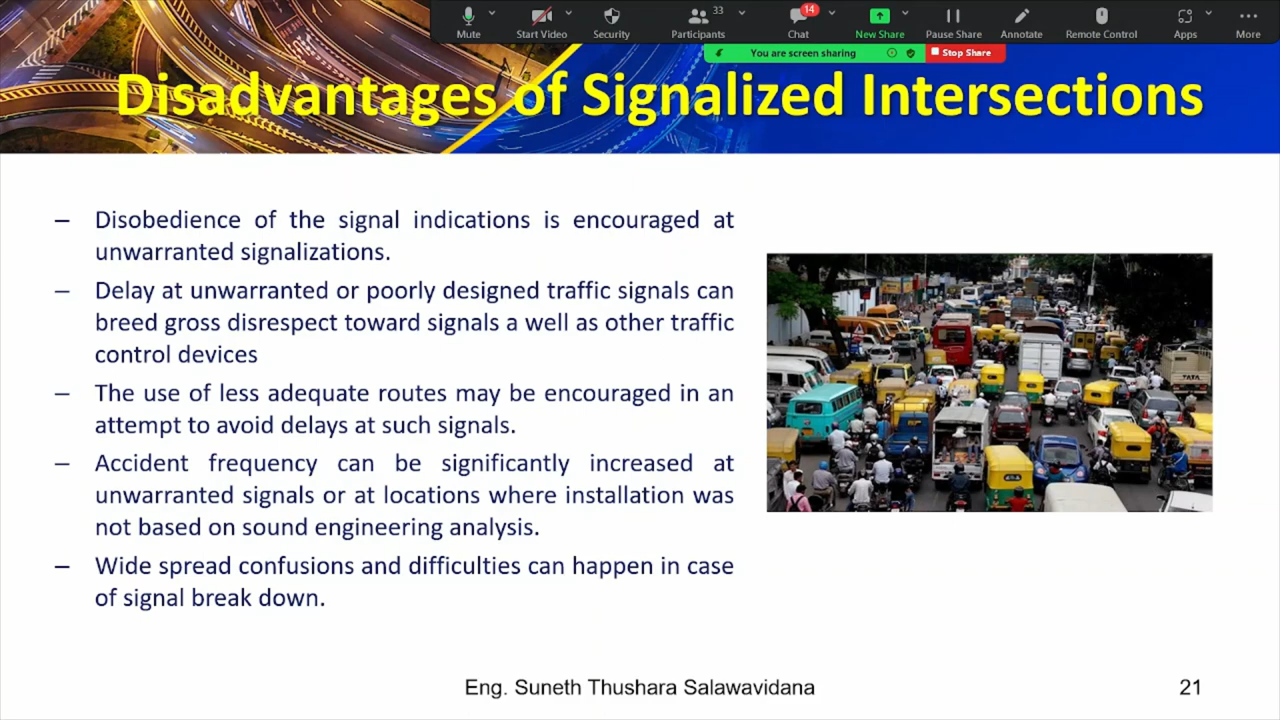 Mute
Start Video
Security
Participants
33
Chat
14
New Share
Pause Share
Annotate
Remote Control
Apps
More
You are screen sharing
Stop Share
Disadvantages of Signalized Intersections
– Disobedience of the signal indications is encouraged at
unwarranted signalizations.
– Delay at unwarranted or poorly designed traffic signals can
breed gross disrespect toward signals a well as other traffic
control devices
– The use of less adequate routes may be encouraged in an
attempt to avoid delays at such signals.
– Accident frequency can be significantly increased at
unwarranted signals or at locations where installation was
not based on sound engineering analysis.
– Wide spread confusions and difficulties can happen in case
of signal break down.
TATA
Eng. Suneth Thushara Salawavidana
21